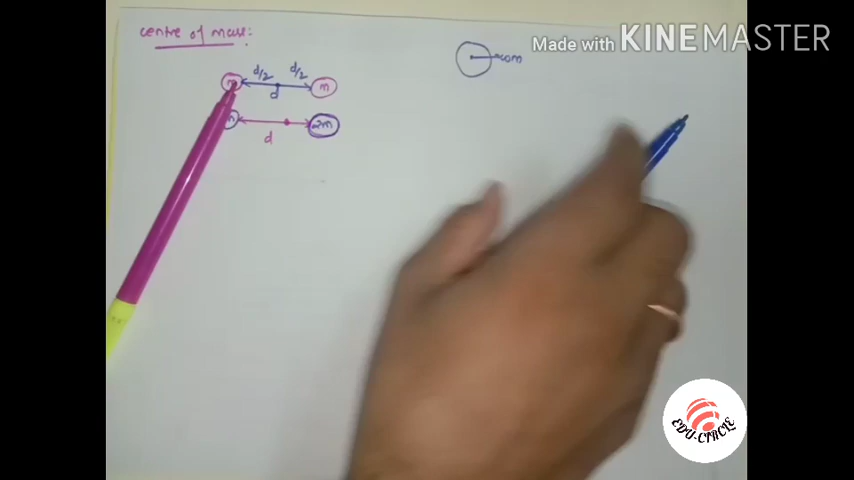 centre of mass:
Made with KINEMASTER
com
d/2 d/2
m m
d
m 2m
d
EDU-CIRCLE